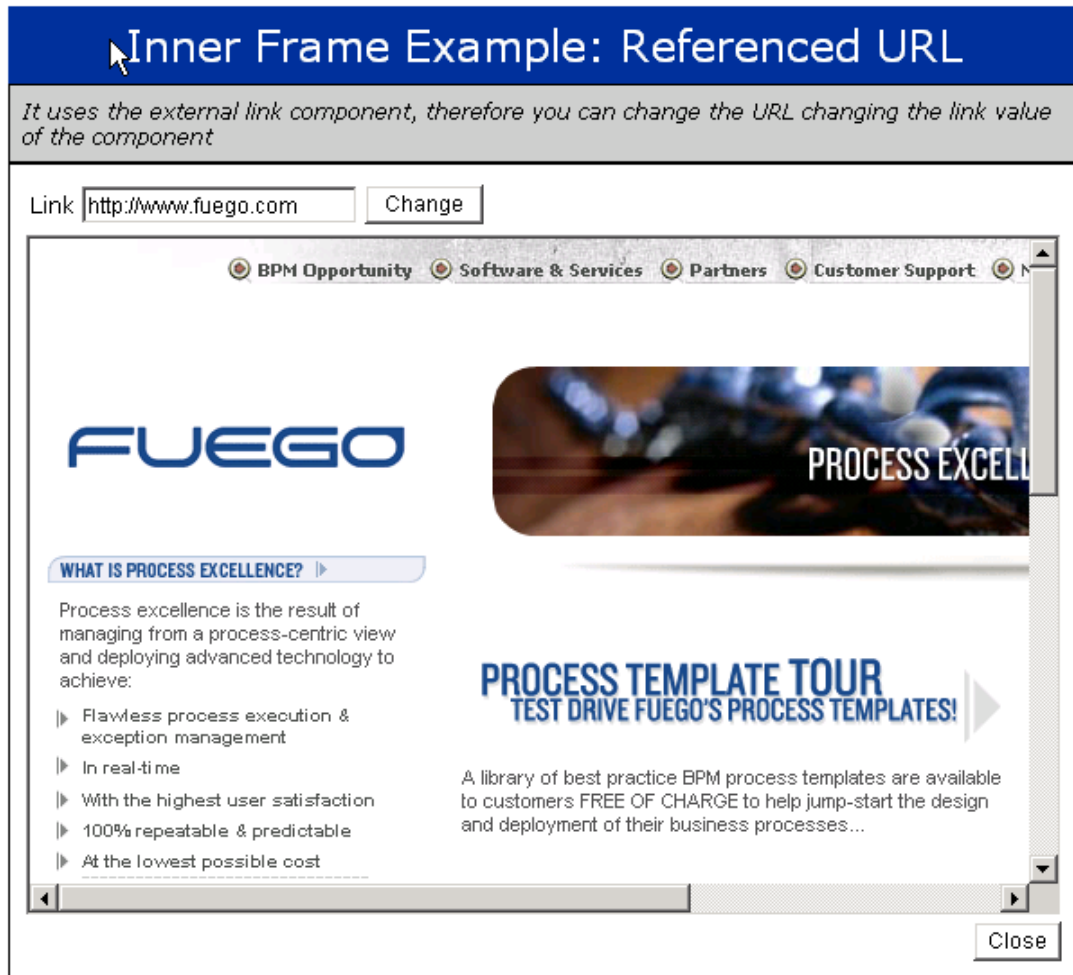 Inner Frame Example: Referenced URL
It uses the external link component, therefore you can change the URL changing the link value
of the component
Link http://www.fuego.com Change
BPM Opportunity Software & Services Partners Customer Support N
FUEGO
PROCESS EXCELL
WHAT IS PROCESS EXCELLENCE?
Process excellence is the result of
managing from a process-centric view
and deploying advanced technology to
achieve:
Flawless process execution &
exception management
In real-time
With the highest user satisfaction
100% repeatable & predictable
At the lowest possible cost
PROCESS TEMPLATE TOUR
TEST DRIVE FUEGO'S PROCESS TEMPLATES!
A library of best practice BPM process templates are available
to customers FREE OF CHARGE to help jump-start the design
and deployment of their business processes...
Close